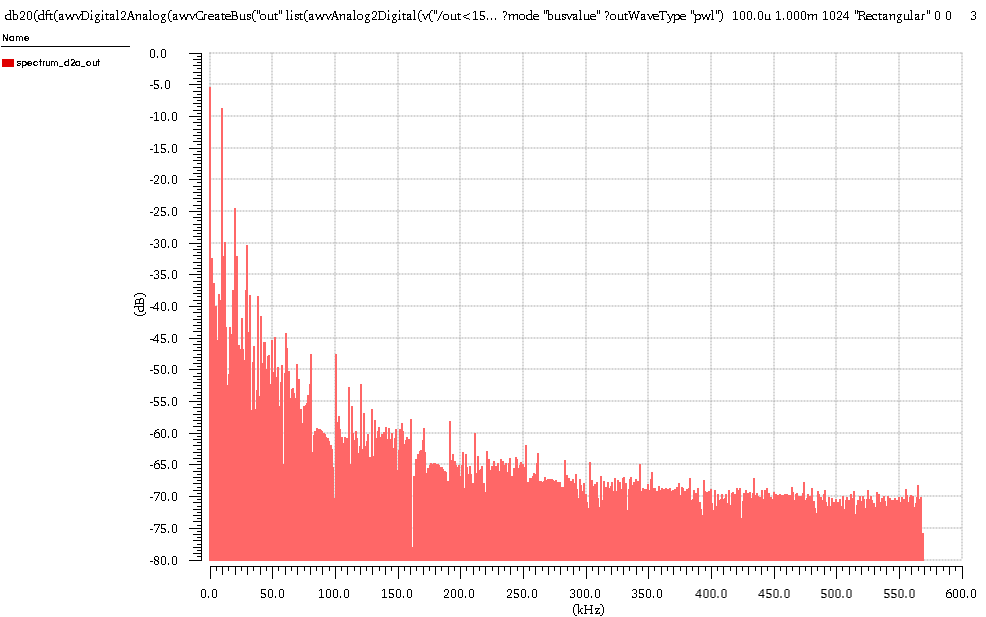 db20(dft(awvDigital2Analog(awvCreateBus("out" list(awvAnalog2Digital(v("/out<15... ?mode "busvalue" ?outWaveType "pwl") 100.0u 1.000m 1024 "Rectangular" 0 0 3
Name
spectrum_d2a_out
0.0
-5.0
-10.0
-15.0
-20.0
-25.0
-30.0
-35.0
-40.0
-45.0
-50.0
-55.0
-60.0
-65.0
-70.0
-75.0
-80.0
(dB)
0.0 50.0 100.0 150.0 200.0 250.0 300.0 350.0 400.0 450.0 500.0 550.0 600.0
(kHz)